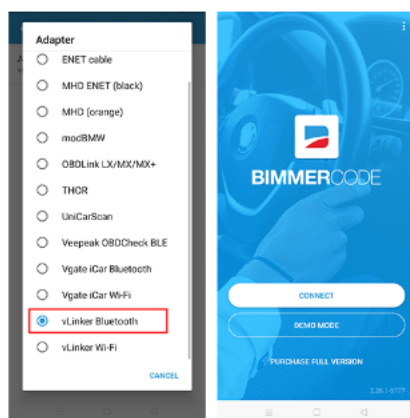 Adapter
ENET cable
MHD ENET (black)
MHD (orange)
modBMW
OBDLink LX/MX/MX+
THOR
UniCarScan
Veepeak OBDCheck BLE
Vgate iCar Bluetooth
Vgate iCar Wi-Fi
vLinker Bluetooth
vLinker Wi-Fi
CANCEL
BIMMERCODE
CONNECT
DEMO MODE
PURCHASE FULL VERSION